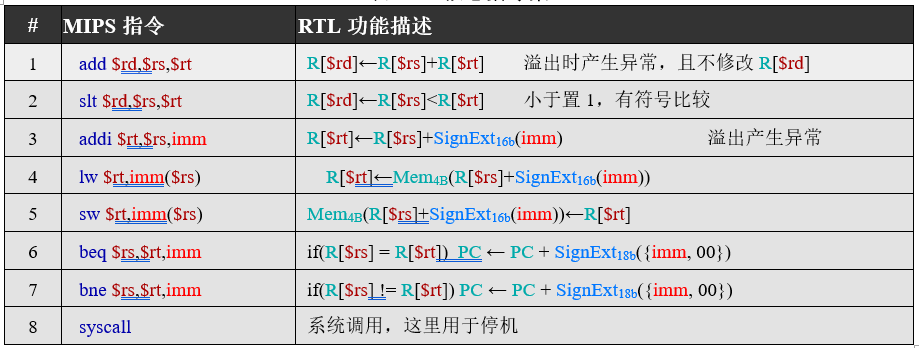 # MIPS 指令 RTL 功能描述
1 add $rd,$rs,$rt R[$rd]←R[$rs]+R[$rt] 溢出时产生异常，且不修改 R[$rd]
2 slt $rd,$rs,$rt R[$rd]←R[$rs]<R[$rt] 小于置 1，有符号比较
3 addi $rt,$rs,imm R[$rt]←R[$rs]+SignExt16b(imm) 溢出产生异常
4 lw $rt,imm($rs) R[$rt]←Mem4B(R[$rs]+SignExt16b(imm))
5 sw $rt,imm($rs) Mem4B(R[$rs]+SignExt16b(imm))←R[$rt]
6 beq $rs,$rt,imm if(R[$rs] = R[$rt]) PC ← PC + SignExt18b({imm, 00})
7 bne $rs,$rt,imm if(R[$rs] != R[$rt]) PC ← PC + SignExt18b({imm, 00})
8 syscall 系统调用，这里用于停机